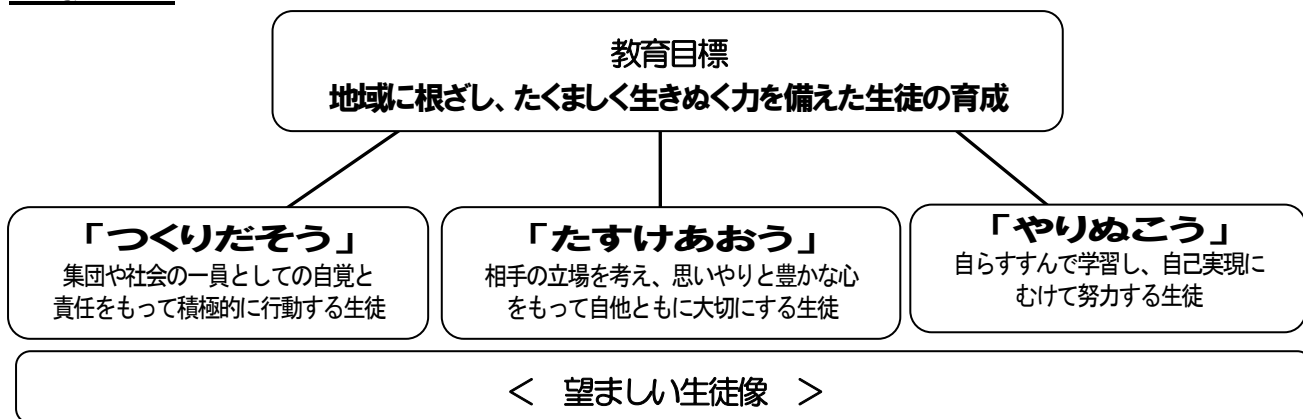 教育目標
地域に根ざし、たくましく生きぬく力を備えた生徒の育成
「つくりだそう」
集団や社会の一員としての自覚と
責任をもって積極的に行動する生徒
「たすけあおう」
相手の立場を考え、思いやりと豊かな心
をもって自他ともに大切にする生徒
「やりぬこう」
自らすすんで学習し、自己実現に
むけて努力する生徒
＜ 望ましい生徒像 ＞